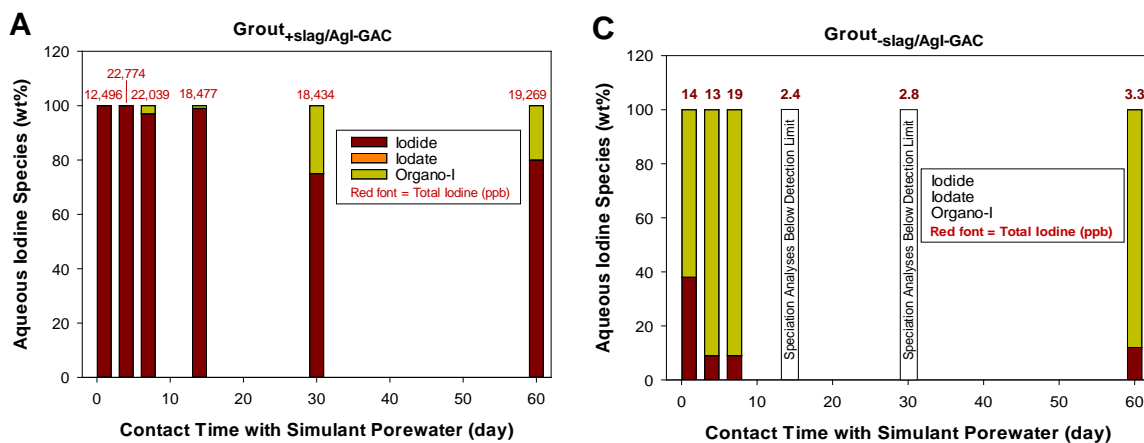 A
Grout+slag/AgI-GAC
Aqueous Iodine Species (wt%)
120
100
80
60
40
20
0
22,774
12,496
22,039
18,477
18,434
19,269
Iodide
Iodate
Organo-I
Red font = Total Iodine (ppb)
0
10
20
30
40
50
60
Contact Time with Simulant Porewater (day)
C
Grout-slag/AgI-GAC
Aqueous Iodine Species (wt%)
120
100
80
60
40
20
0
14
13
19
2.4
2.8
3.3
Speciation Analyses Below Detection Limit
Speciation Analyses Below Detection Limit
Iodide
Iodate
Organo-I
Red font = Total Iodine (ppb)
0
10
20
30
40
50
60
Contact Time with Simulant Porewater (day)